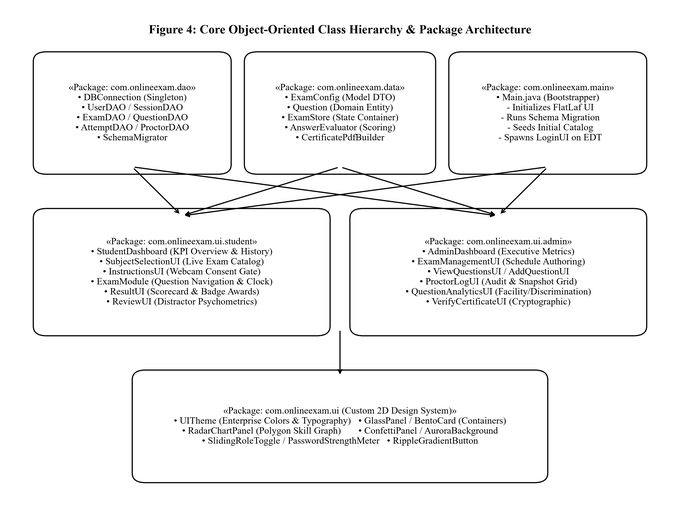 Figure 4: Core Object-Oriented Class Hierarchy & Package Architecture
«Package: com.onlineexam.dao»
• DBConnection (Singleton)
• UserDAO / SessionDAO
• ExamDAO / QuestionDAO
• AttemptDAO / ProctorDAO
• SchemaMigrator
«Package: com.onlineexam.data»
• ExamConfig (Model DTO)
• Question (Domain Entity)
• ExamStore (State Container)
• AnswerEvaluator (Scoring)
• CertificatePdfBuilder
«Package: com.onlineexam.main»
• Main.java (Bootstrapper)
- Initializes FlatLaf UI
- Runs Schema Migration
- Seeds Initial Catalog
- Spawns LoginUI on EDT
«Package: com.onlineexam.ui.student»
• StudentDashboard (KPI Overview & History)
• SubjectSelectionUI (Live Exam Catalog)
• InstructionsUI (Webcam Consent Gate)
• ExamModule (Question Navigation & Clock)
• ResultUI (Scorecard & Badge Awards)
• ReviewUI (Distractor Psychometrics)
«Package: com.onlineexam.ui.admin»
• AdminDashboard (Executive Metrics)
• ExamManagementUI (Schedule Authoring)
• ViewQuestionsUI / AddQuestionUI
• ProctorLogUI (Audit & Snapshot Grid)
• QuestionAnalyticsUI (Facility/Discrimination)
• VerifyCertificateUI (Cryptographic)
«Package: com.onlineexam.ui (Custom 2D Design System)»
• UITheme (Enterprise Colors & Typography) • GlassPanel / BentoCard (Containers)
• RadarChartPanel (Polygon Skill Graph) • ConfettiPanel / AuroraBackground
• SlidingRoleToggle / PasswordStrengthMeter • RippleGradientButton